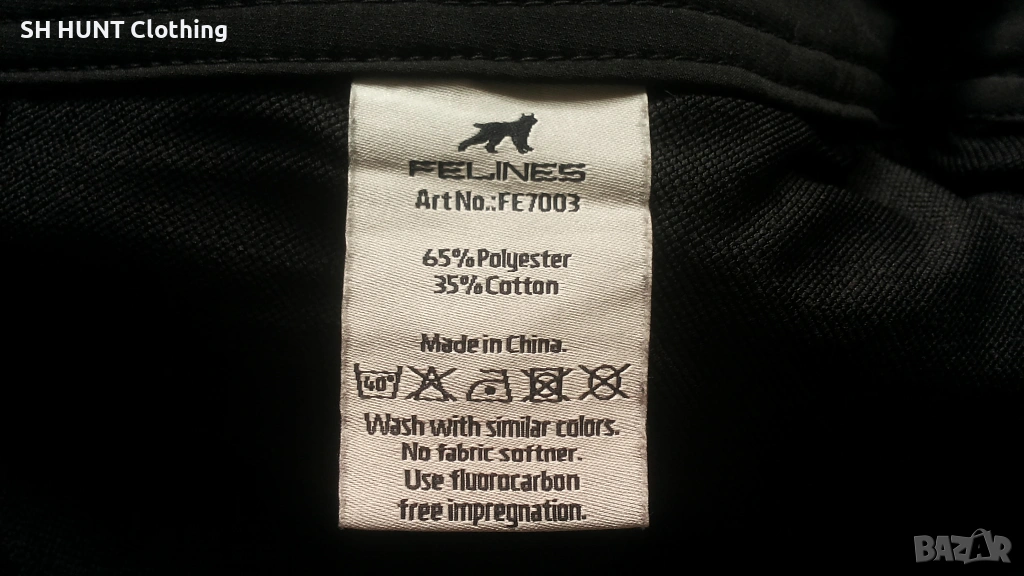 SH HUNT Clothing
FELINES
Art No.:FE7003
65% Polyester
35% Cotton
Made in China.
40°
Wash with similar colors.
No fabric softner.
Use fluorocarbon
free impregnation.
BAZAR